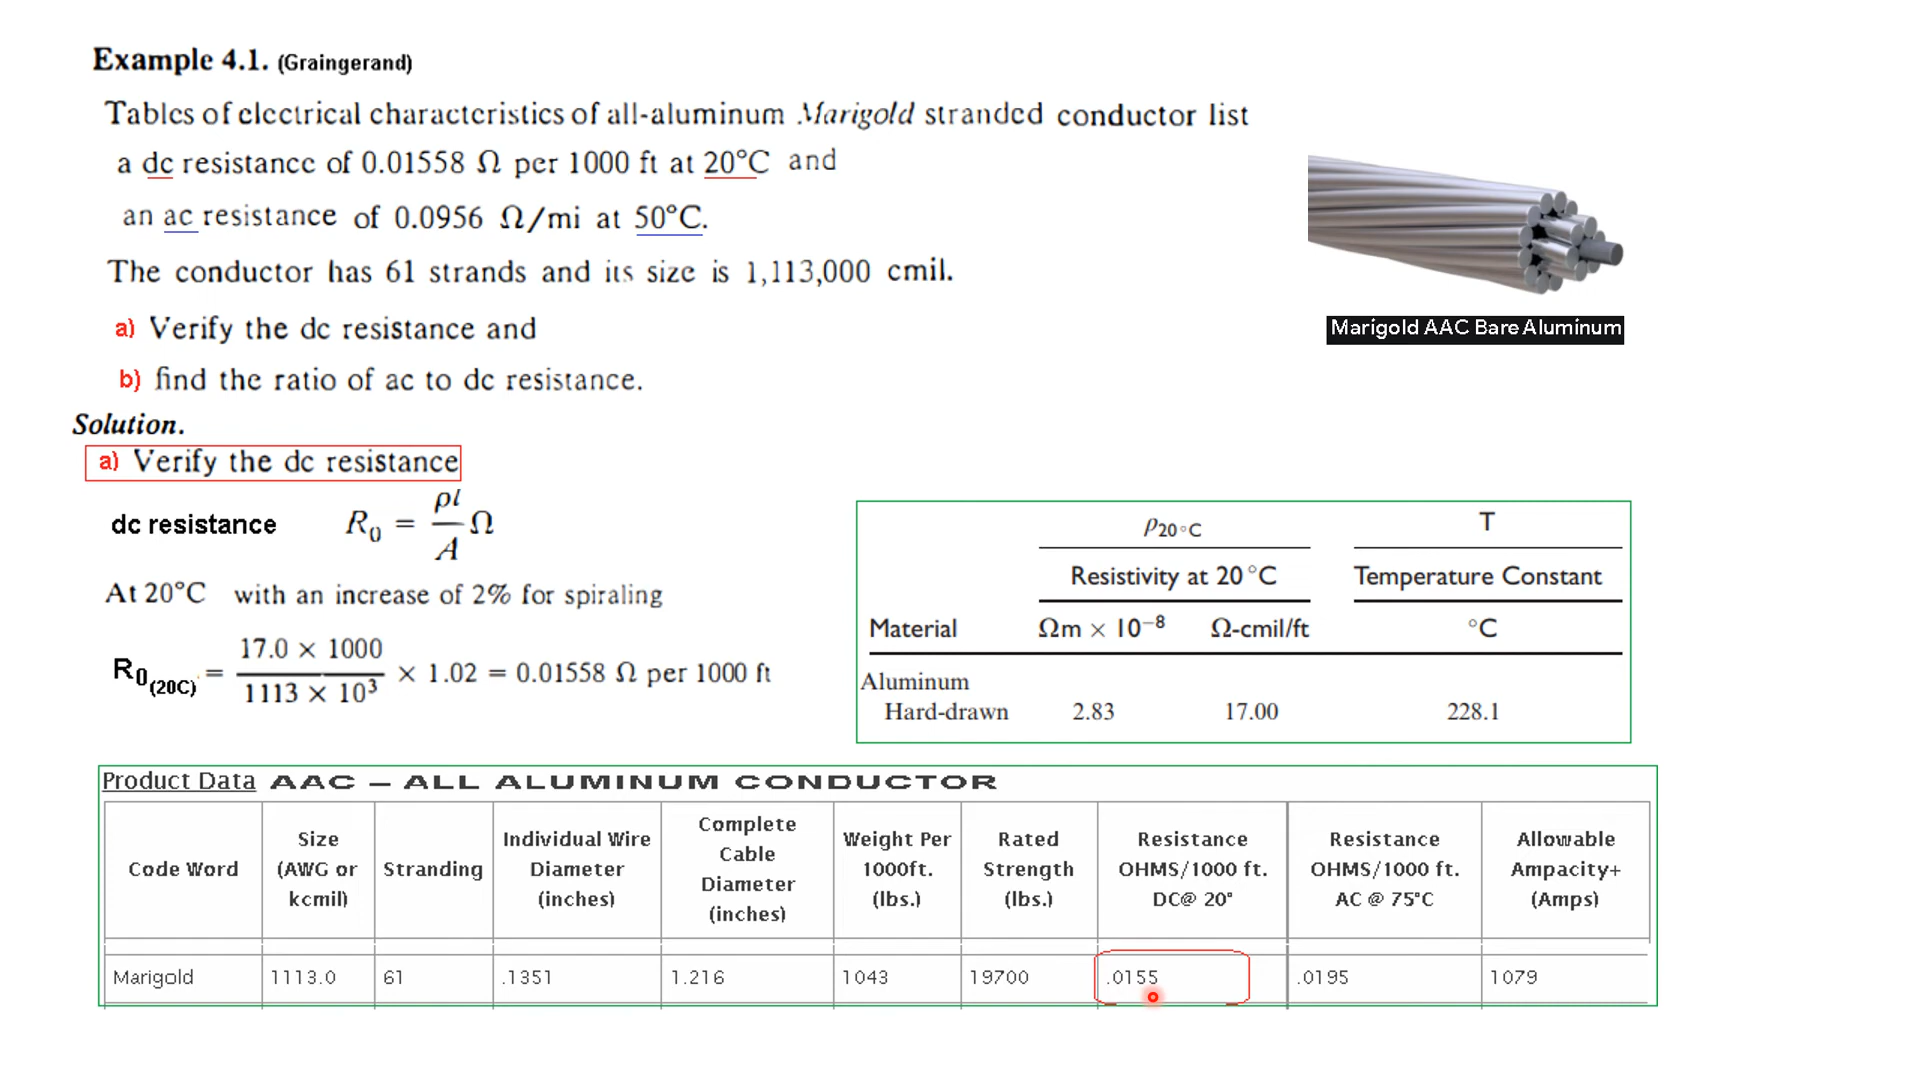 Example 4.1. (Graingerand)
Tables of electrical characteristics of all-aluminum Marigold stranded conductor list
a dc resistance of 0.01558 Ω per 1000 ft at 20°C and
an ac resistance of 0.0956 Ω/mi at 50°C.
The conductor has 61 strands and its size is 1,113,000 cmil.
a) Verify the dc resistance and
b) find the ratio of ac to dc resistance.
Marigold AAC Bare Aluminum
Solution.
a) Verify the dc resistance
dc resistance R₀ = ρl/A Ω
At 20°C with an increase of 2% for spiraling
R₀(20C) = 17.0 × 1000 / 1113 × 10³ × 1.02 = 0.01558 Ω per 1000 ft
ρ20°C T
Resistivity at 20°C Temperature Constant
Material Ωm × 10⁻⁸ Ω-cmil/ft °C
Aluminum
Hard-drawn 2.83 17.00 228.1
Product Data AAC – ALL ALUMINUM CONDUCTOR
Code Word Size (AWG or kcmil) Stranding Individual Wire Diameter (inches) Complete Cable Diameter (inches) Weight Per 1000ft. (lbs.) Rated Strength (lbs.) Resistance OHMS/1000 ft. DC@ 20° Resistance OHMS/1000 ft. AC @ 75°C Allowable Ampacity+ (Amps)
Marigold 1113.0 61 .1351 1.216 1043 19700 .0155 .0195 1079